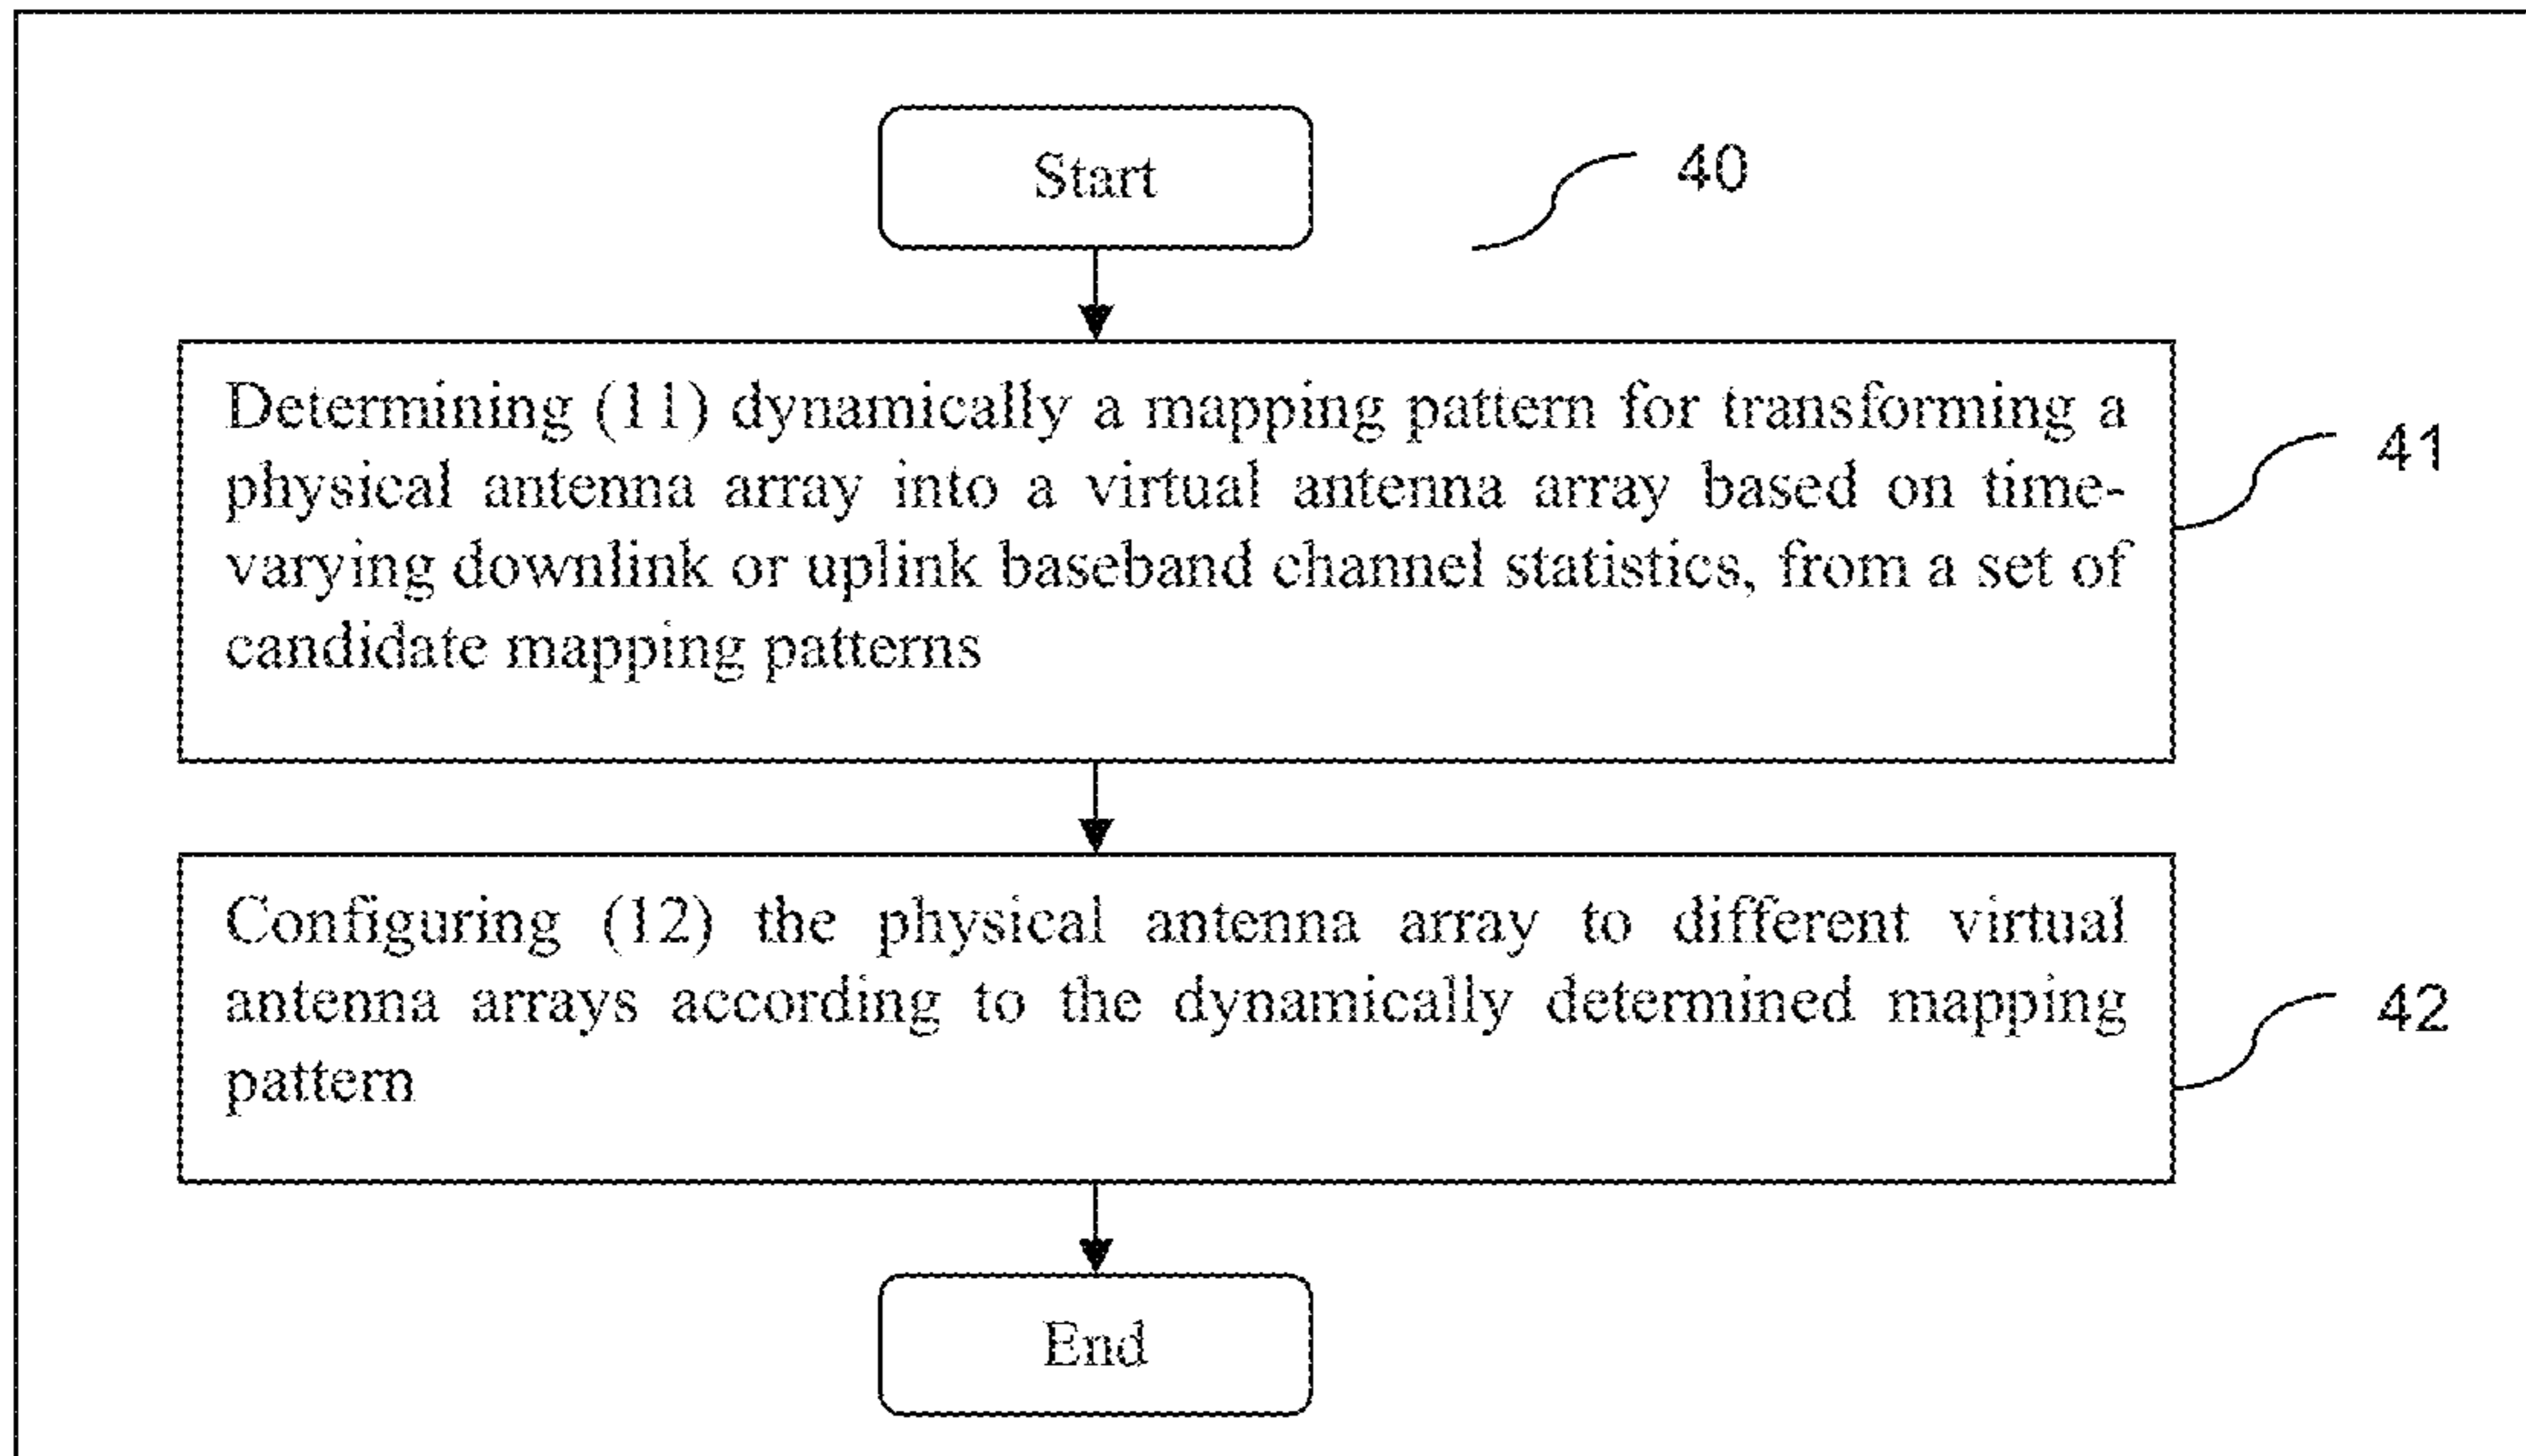 Start
40
Determining (11) dynamically a mapping pattern for transforming a
physical antenna array into a virtual antenna array based on time-
varying downlink or uplink baseband channel statistics, from a set of
candidate mapping patterns
41
Configuring (12) the physical antenna array to different virtual
antenna arrays according to the dynamically determined mapping
pattern
42
End